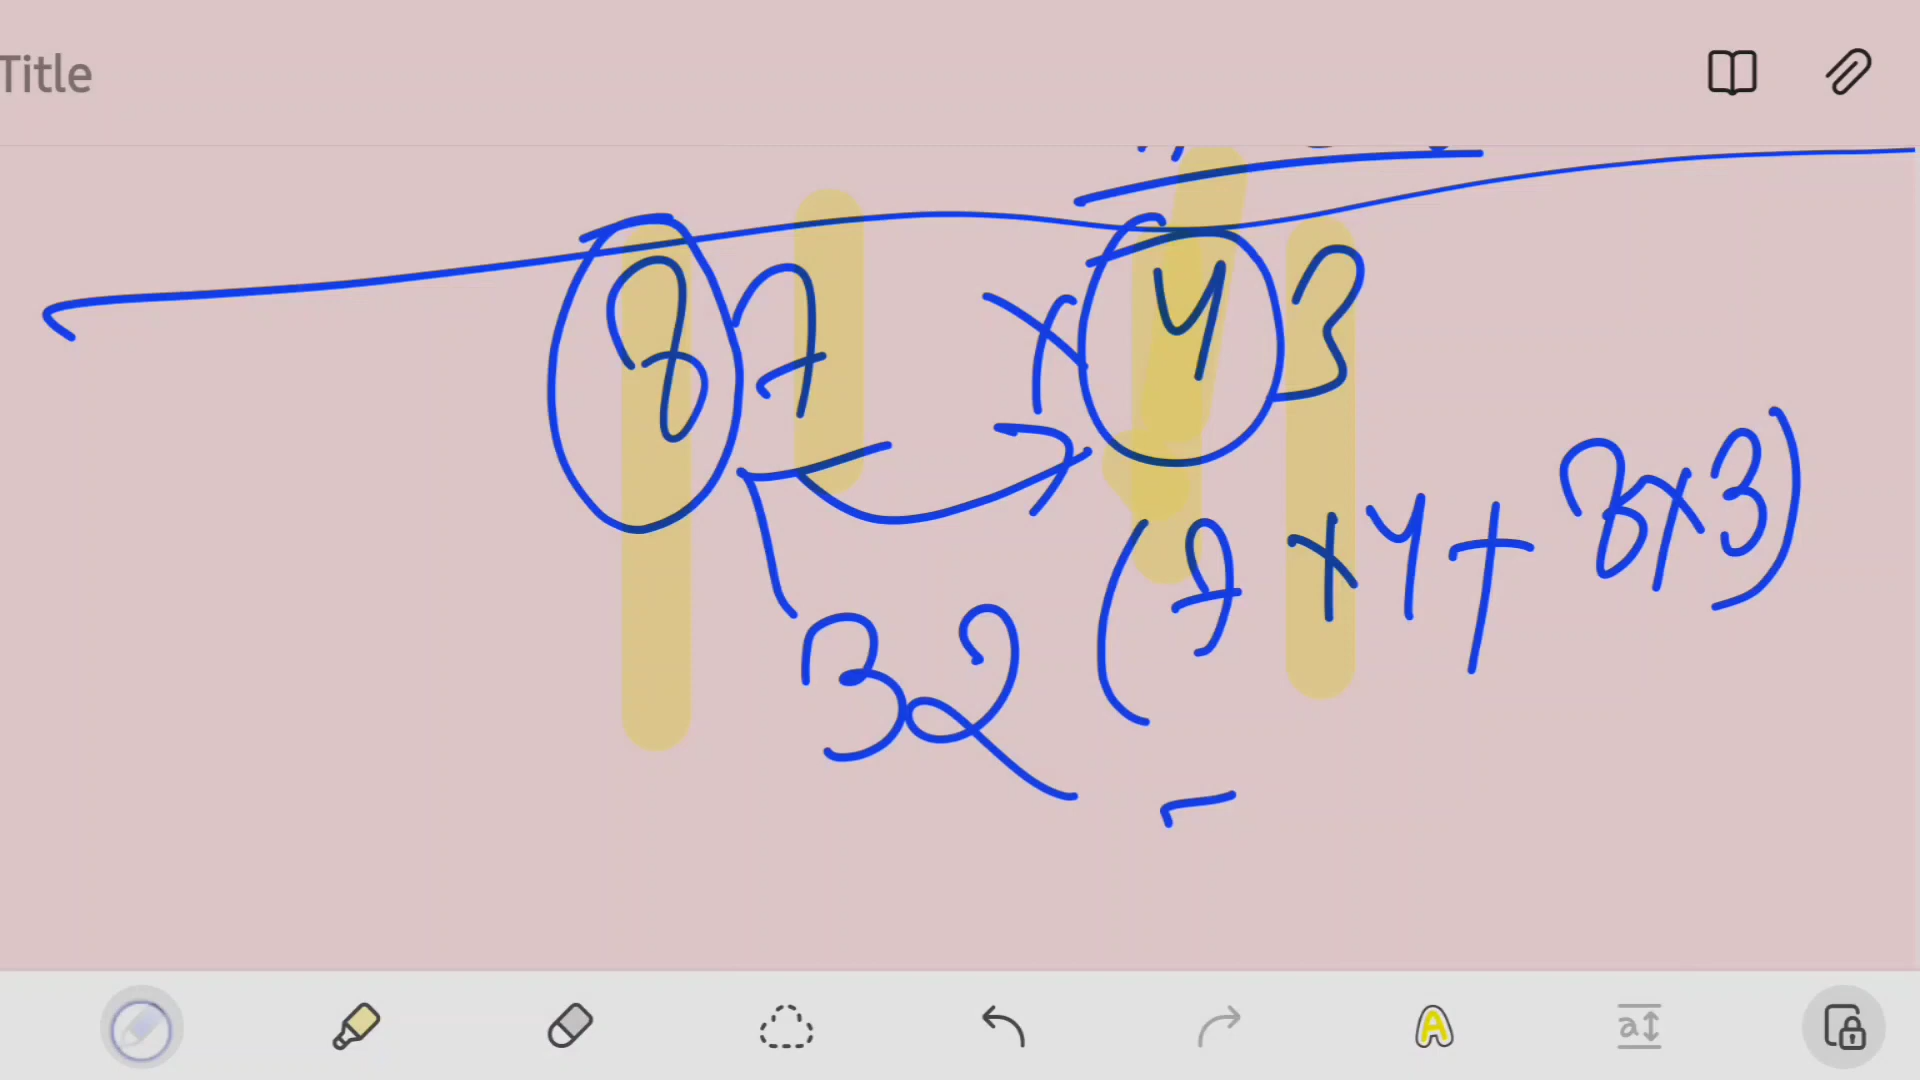 Title
87 × 43
32 (7 × 4 + 8 × 3)
A
a